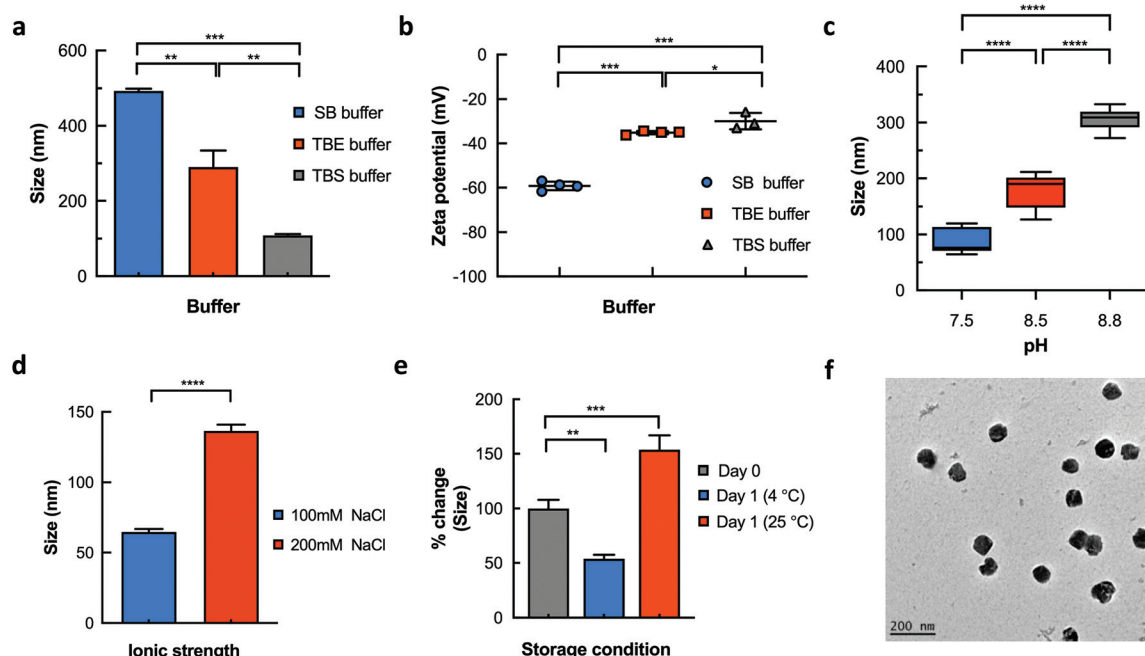 a
***
**
**
600
400
200
0
Size (nm)
SB buffer
TBE buffer
TBS buffer
Buffer
b
***
***
*
0
-20
-40
-60
-80
-100
Zeta potential (mV)
SB buffer
TBE buffer
TBS buffer
Buffer
c
****
****
****
400
300
200
100
0
Size (nm)
7.5
8.5
8.8
pH
d
****
150
100
50
0
Size (nm)
100mM NaCl
200mM NaCl
Ionic strength
e
***
**
200
150
100
50
0
% change
(Size)
Day 0
Day 1 (4 °C)
Day 1 (25 °C)
Storage condition
f
200 nm